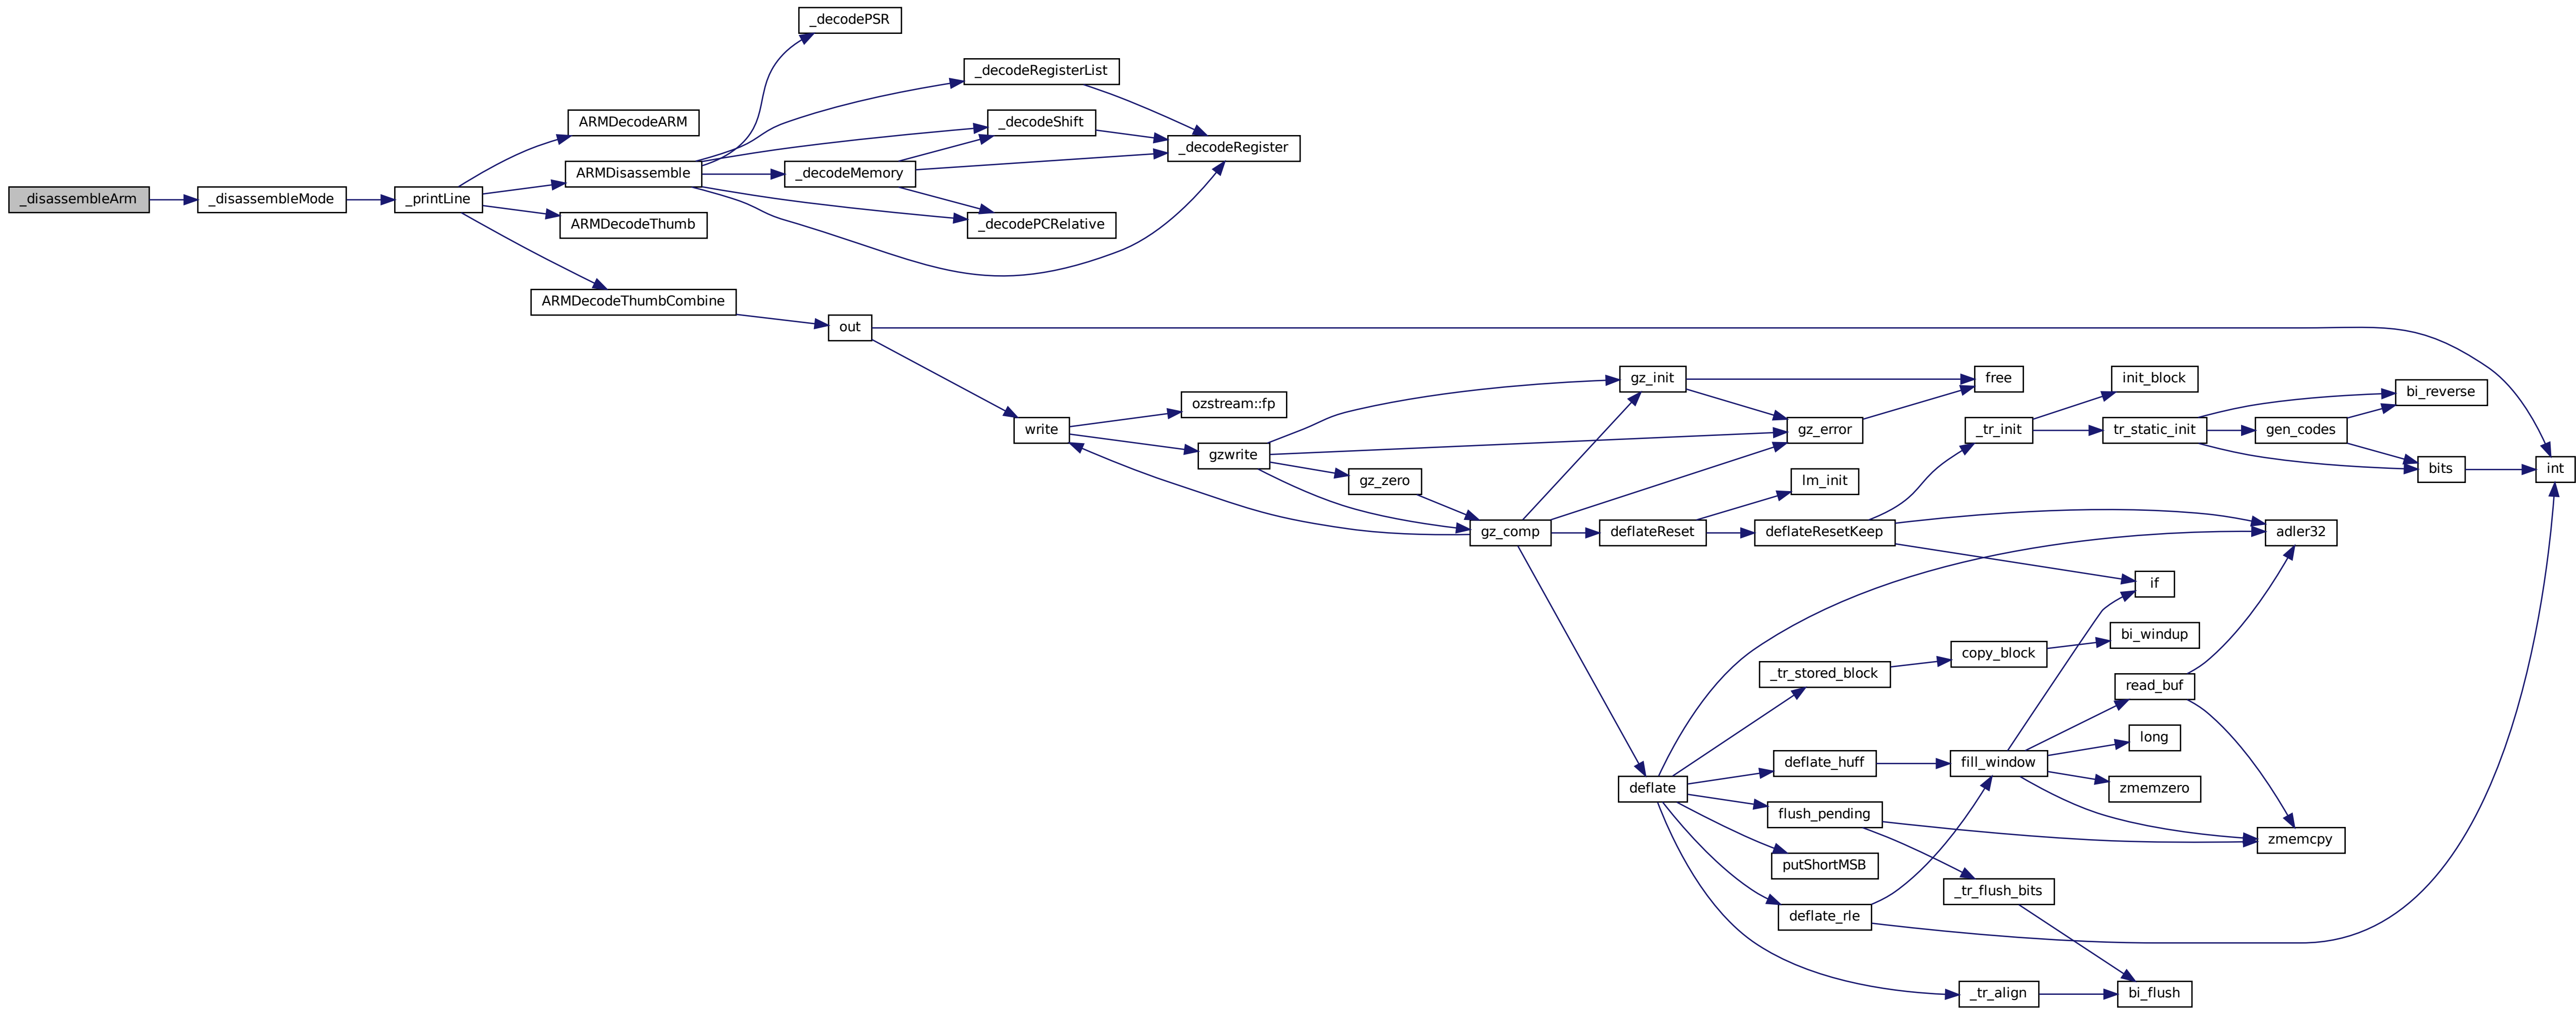 _decodePSR
_decodeRegisterList
ARMDecodeARM
_decodeShift
_decodeRegister
ARMDisassemble
_decodeMemory
_disassembleArm
_disassembleMode
_printLine
ARMDecodeThumb
_decodePCRelative
ARMDecodeThumbCombine
out
gz_init
free
init_block
bi_reverse
ozstream::fp
write
gz_error
_tr_init
tr_static_init
gen_codes
gzwrite
bits
int
gz_zero
lm_init
gz_comp
deflateReset
deflateResetKeep
adler32
if
bi_windup
copy_block
_tr_stored_block
read_buf
long
deflate_huff
fill_window
deflate
zmemzero
flush_pending
zmemcpy
putShortMSB
_tr_flush_bits
deflate_rle
_tr_align
bi_flush